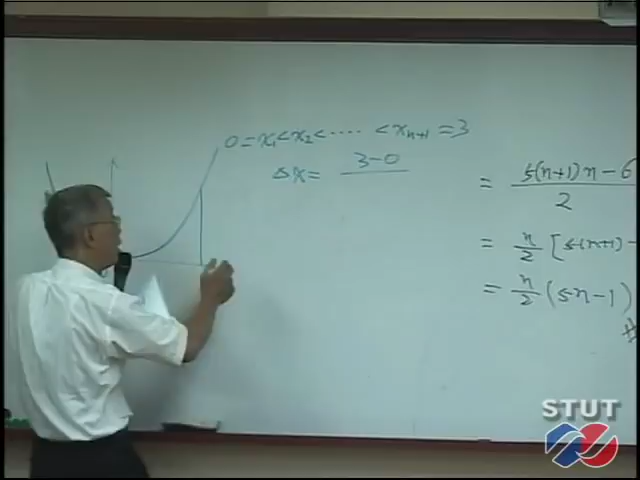 0 = x₁ < x₂ < ···· < xₙ₊₁ = 3
Δx = 3-0
= 5(n+1)n - 6 / 2
= n/2 [5(n+1) -
= n/2 (5n-1)
STUT